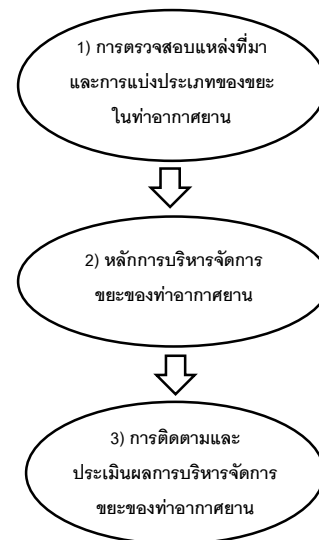 1) การตรวจสอบแหล่งที่มา
และการแบ่งประเภทของขยะ
ในท่าอากาศยาน
2) หลักการบริหารจัดการ
ขยะของท่าอากาศยาน
3) การติดตามและ
ประเมินผลการบริหารจัดการ
ขยะของท่าอากาศยาน